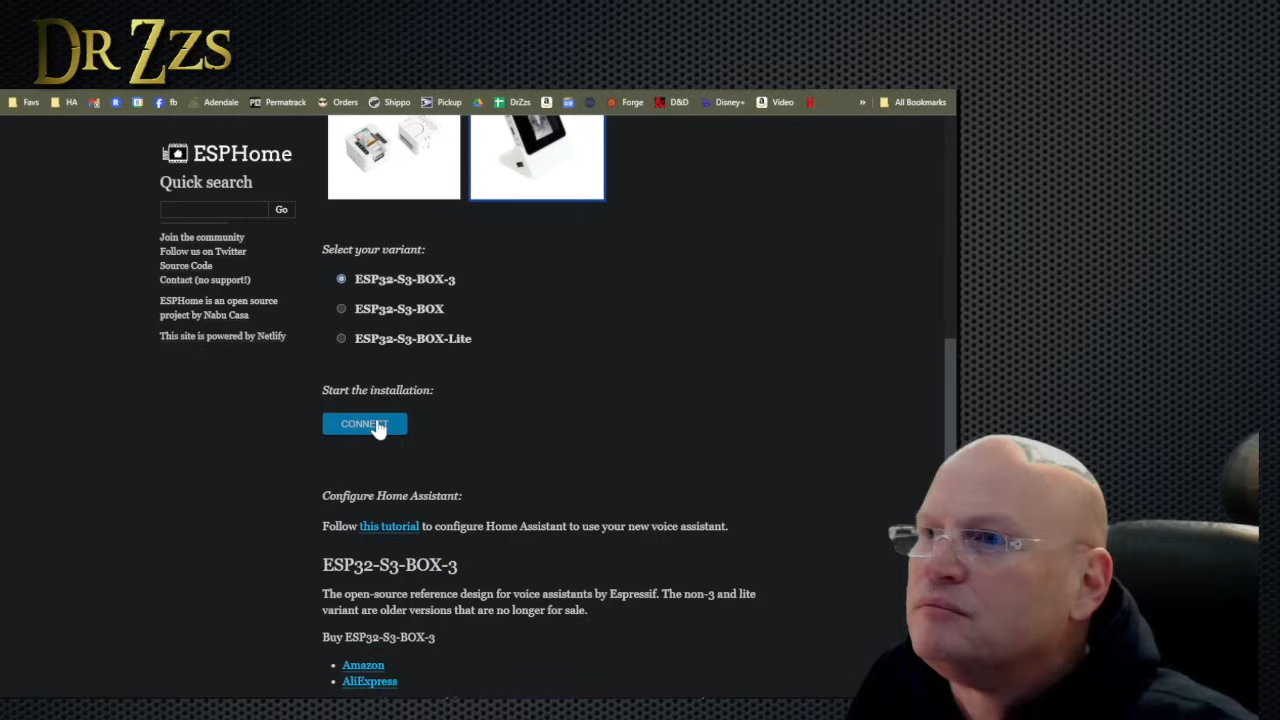 DR ZZS
Favs HA fb Adendale Permatrack Orders Shippo Pickup DrZzs Forge D&D Disney+ Video » All Bookmarks
ESPHome
Quick search
Go
Join the community
Follow us on Twitter
Source Code
Contact (no support!)
ESPHome is an open source
project by Nabu Casa
This site is powered by Netlify
Select your variant:
ESP32-S3-BOX-3
ESP32-S3-BOX
ESP32-S3-BOX-Lite
Start the installation:
CONNECT
Configure Home Assistant:
Follow this tutorial to configure Home Assistant to use your new voice assistant.
ESP32-S3-BOX-3
The open-source reference design for voice assistants by Espressif. The non-3 and lite
variant are older versions that are no longer for sale.
Buy ESP32-S3-BOX-3
• Amazon
• AliExpress